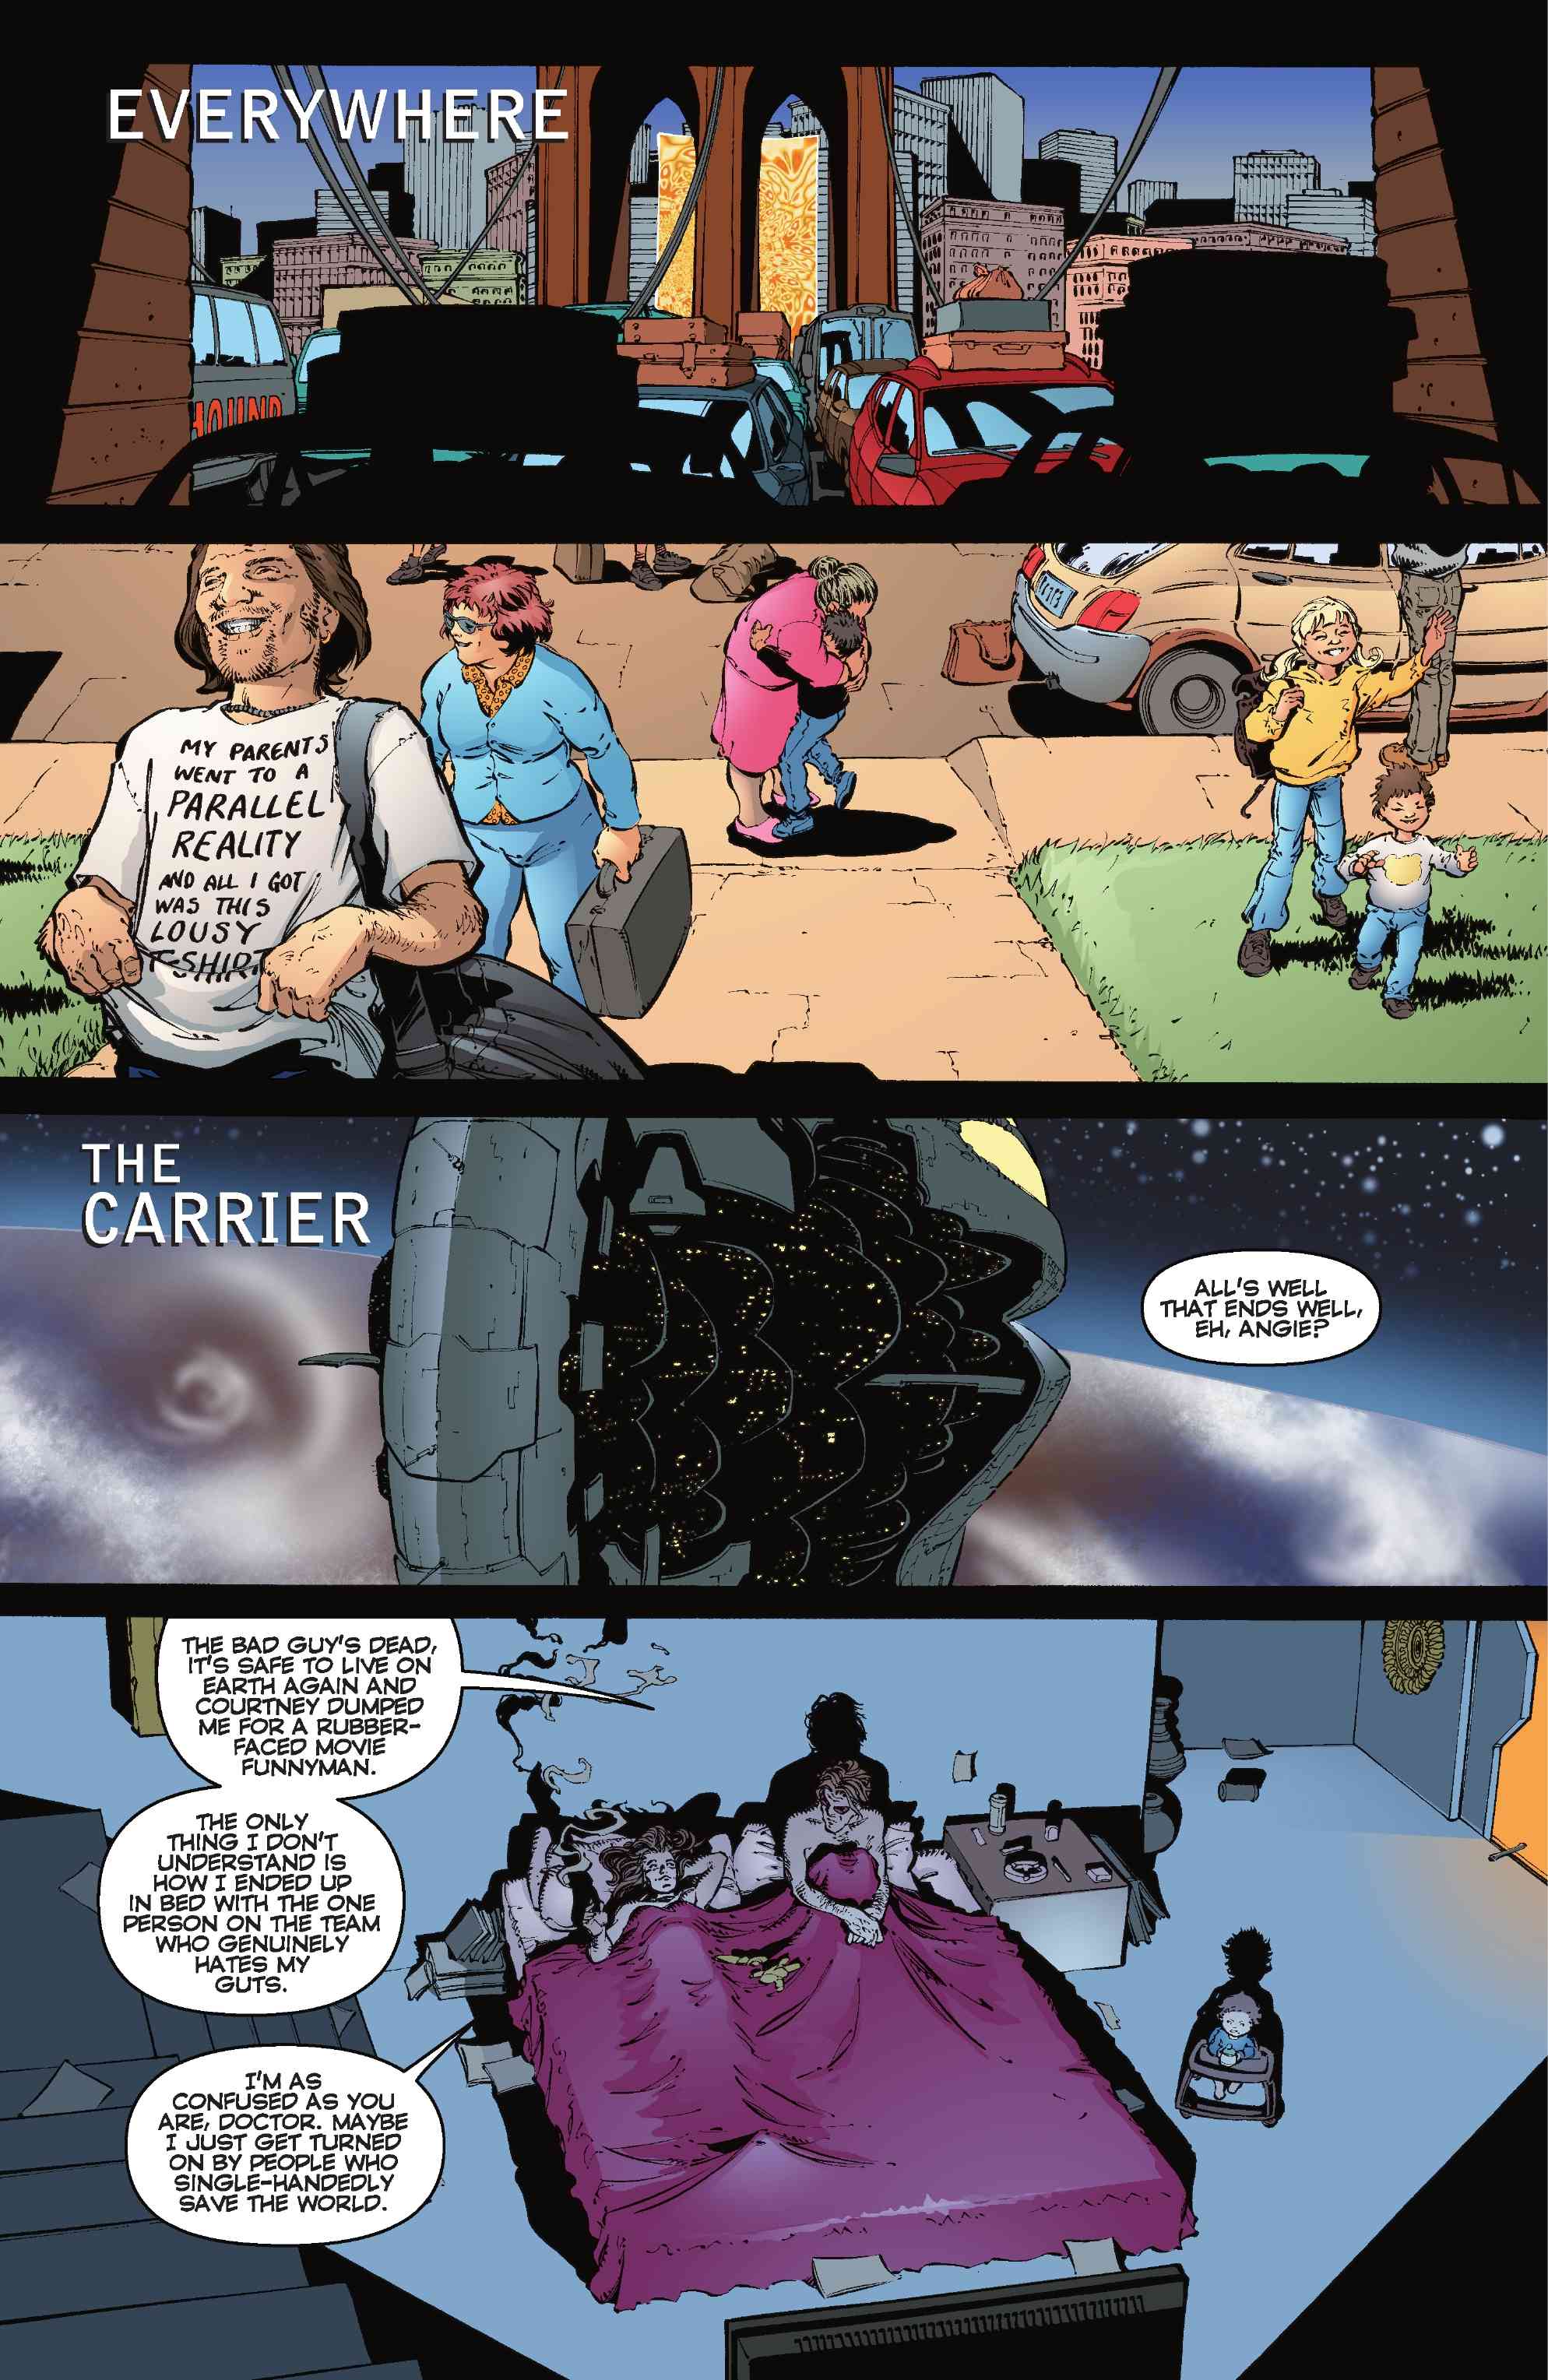 EVERYWHERE
HOUND
MY PARENTS
WENT TO A
PARALLEL
REALITY
AND ALL I GOT
WAS THIS
LOUSY
T-SHIRT
THE
CARRIER
ALL'S WELL
THAT ENDS WELL,
EH, ANGIE?
THE BAD GUY'S DEAD,
IT'S SAFE TO LIVE ON
EARTH AGAIN AND
COURTNEY DUMPED
ME FOR A RUBBER-
FACED MOVIE
FUNNYMAN.
THE ONLY
THING I DON'T
UNDERSTAND IS
HOW I ENDED UP
IN BED WITH THE ONE
PERSON ON THE TEAM
WHO GENUINELY
HATES MY
GUTS.
I'M AS
CONFUSED AS YOU
ARE, DOCTOR. MAYBE
I JUST GET TURNED
ON BY PEOPLE WHO
SINGLE-HANDEDLY
SAVE THE WORLD.